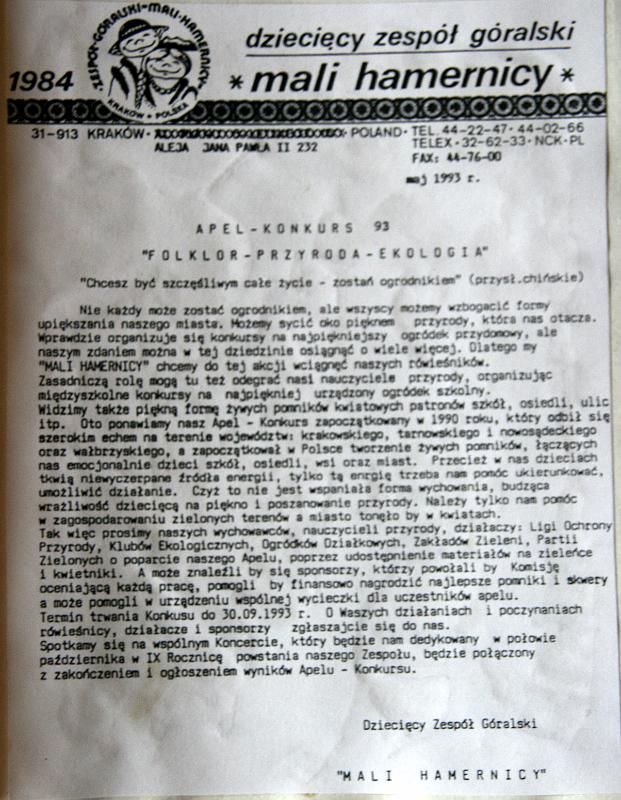 ZESPÓŁ-GÓRALSKI-MALI-HAMERNICY
KRAKÓW • POLSKA
dziecięcy zespół góralski
1984 * mali hamernicy *
31-913 KRAKÓW • POLAND • TEL. 44-22-47 • 44-02-66
ALEJA JANA PAWŁA II 232 TELEX • 32-62-33 • NCK • PL
FAX: 44-76-00
maj 1993 r.
APEL-KONKURS 93
"FOLKLOR-PRZYRODA-EKOLOGIA"
"Chcesz być szczęśliwym całe życie - zostań ogrodnikiem" (przysł.chińskie)
Nie każdy może zostać ogrodnikiem, ale wszyscy możemy wzbogacić formy
upiększania naszego miasta. Możemy sycić oko pięknem przyrody, która nas otacza.
Wprawdzie organizuje się konkursy na najpiękniejszy ogródek przydomowy, ale
naszym zdaniem można w tej dziedzinie osiągnąć o wiele więcej. Dlatego my
"MALI HAMERNICY" chcemy do tej akcji wciągnęć naszych rówieśników.
Zasadniczą rolę mogą tu też odegrać nasi nauczyciele przyrody, organizując
międzyszkolne konkursy na najpiękniej urządzony ogródek szkolny.
Widzimy także piękną formę żywych pomników kwiatowych patronów szkół, osiedli, ulic
itp. Oto ponawiamy nasz Apel - Konkurs zapoczątkowany w 1990 roku, który odbił się
szerokim echem na terenie województw: krakowskiego, tarnowskiego i nowosądeckiego
oraz wałbrzyskiego, a zapoczątkował w Polsce tworzenie żywych pomników, łączących
nas emocjonalnie dzieci szkół, osiedli, wsi oraz miast. Przecież w nas dzieciach
tkwią niewyczerpane źródła energii, tylko tą enrgię trzeba nam pomóc ukierunkować,
umożliwić działanie. Czyż to nie jest wspaniała forma wychowania, budząca
wrażliwość dziecięcą na piękno i poszanowanie przyrody. Należy tylko nam pomóc
w zagospodarowaniu zielonych terenów a miasto tonęło by w kwiatach.
Tak więc prosimy naszych wychowawców, nauczycieli przyrody, działaczy: Ligi Ochrony
Przyrody, Klubów Ekologicznych, Ogródków Działkowych, Zakładów Zieleni, Partii
Zielonych o poparcie naszego Apelu, poprzez udostępnienie materiałów na zieleńce
i kwietniki. A może znaleźli by się sponsorzy, którzy powołali by Komisję
oceniającą każdą pracę, pomogli by finansowo nagrodzić najlepsze pomniki i skwery
a może pomogli w urządzeniu wspólnej wycieczki dla uczestników apelu.
Termin trwania Konkusu do 30.09.1993 r. O Waszych działaniach i poczynaniach
rówieśnicy, działacze i sponsorzy zgłaszajcie się do nas.
Spotkamy się na wspólnym Koncercie, który będzie nam dedykowany w połowie
października w IX Rocznicę powstania naszego Zespołu, będzie połączony
z zakończeniem i ogłoszeniem wyników Apelu - Konkursu.
Dziecięcy Zespół Góralski
"MALI HAMERNICY"